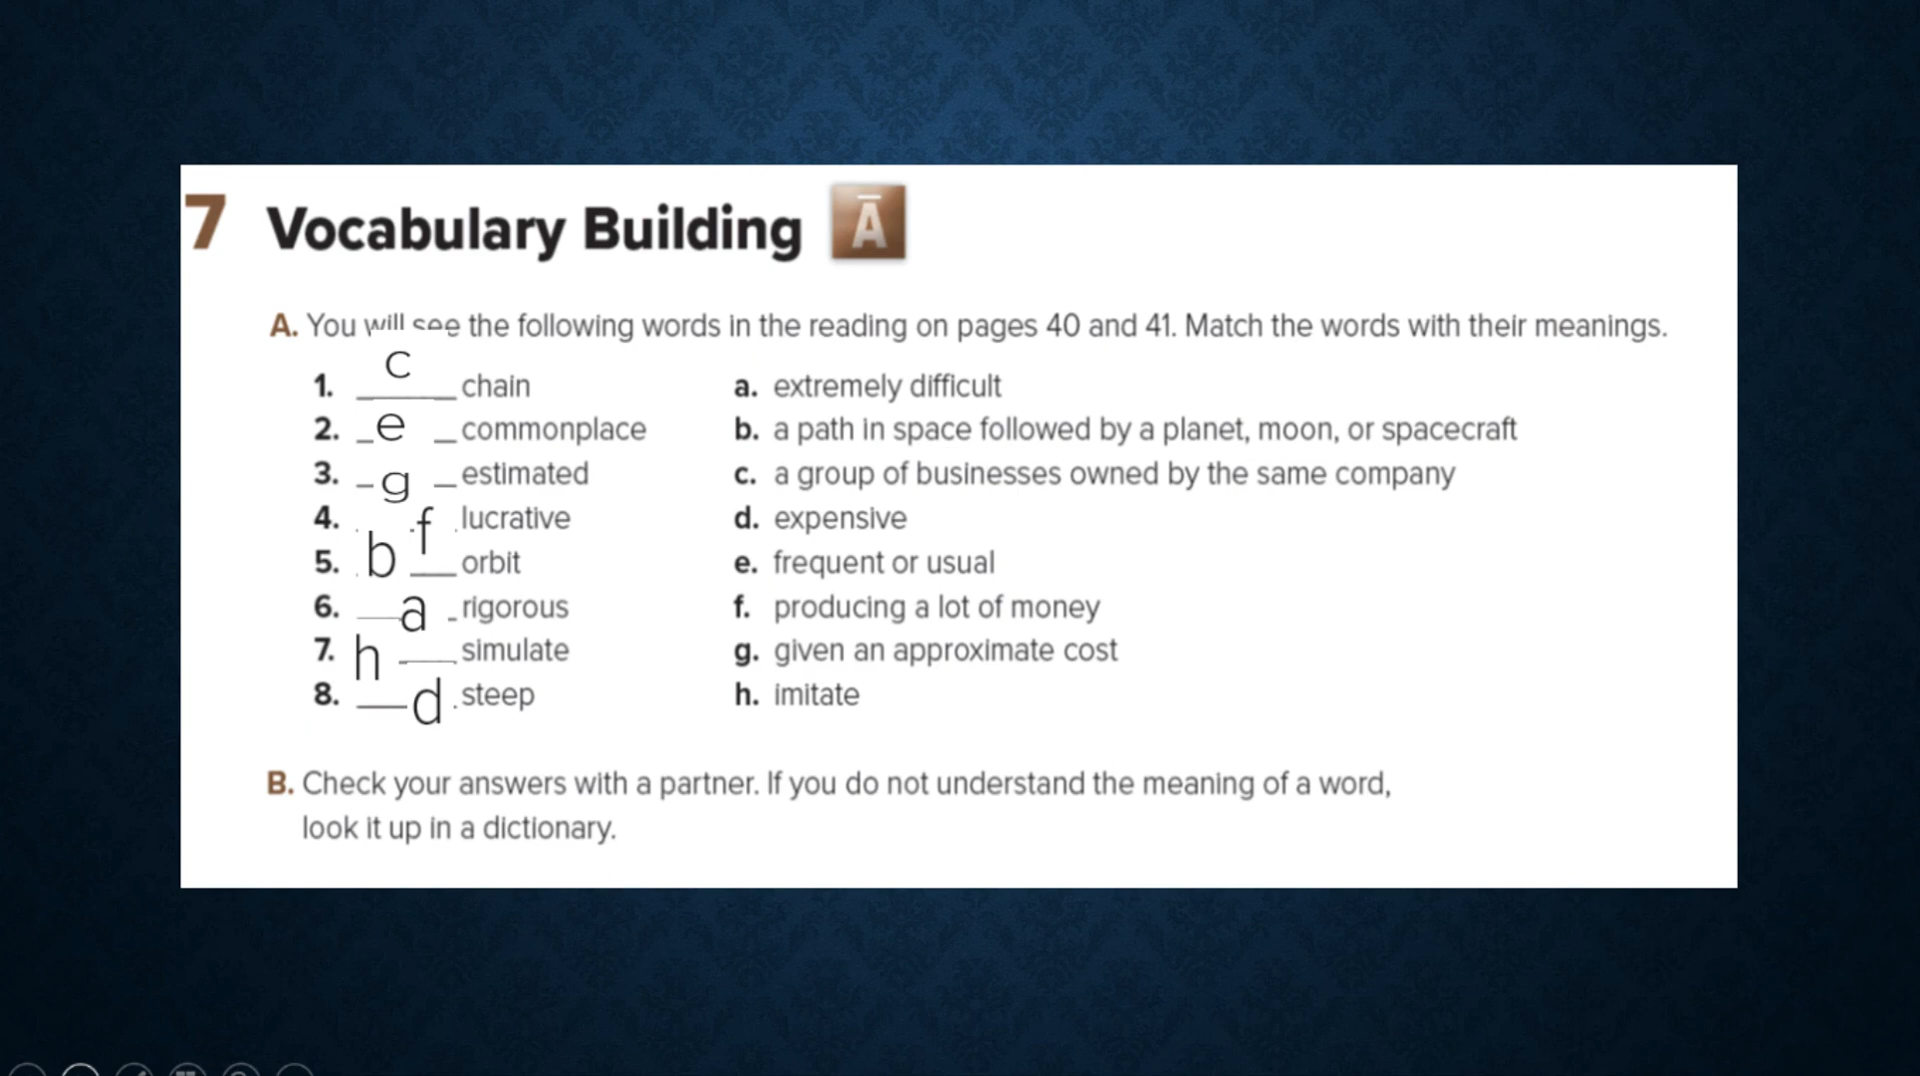 7 Vocabulary Building Ā
A. You will see the following words in the reading on pages 40 and 41. Match the words with their meanings.
1. c chain
2. e commonplace
3. g estimated
4. f lucrative
5. b orbit
6. a rigorous
7. h simulate
8. d steep
a. extremely difficult
b. a path in space followed by a planet, moon, or spacecraft
c. a group of businesses owned by the same company
d. expensive
e. frequent or usual
f. producing a lot of money
g. given an approximate cost
h. imitate
B. Check your answers with a partner. If you do not understand the meaning of a word,
look it up in a dictionary.